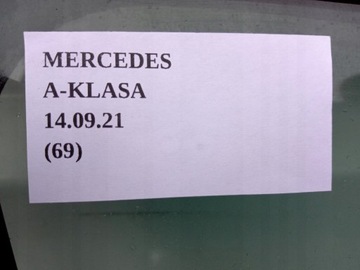 MERCEDES
A-KLASA
14.09.21
(69)